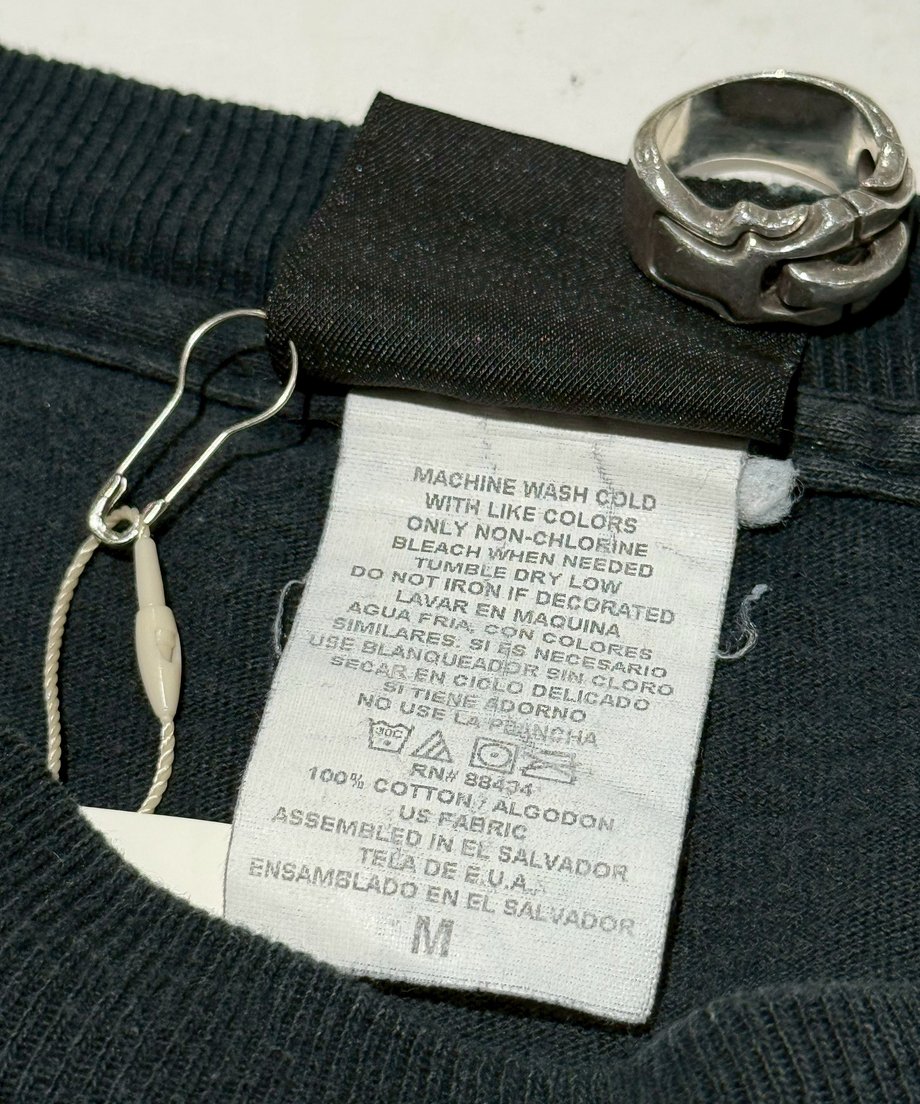 MACHINE WASH COLD
WITH LIKE COLORS
ONLY NON-CHLORINE
BLEACH WHEN NEEDED
TUMBLE DRY LOW
DO NOT IRON IF DECORATED
LAVAR EN MAQUINA
AGUA FRIA, CON COLORES
SIMILARES. SI ES NECESARIO
USE BLANQUEADOR SIN CLORO
SECAR EN CICLO DELICADO
SI TIENE ADORNO
NO USE LA PLANCHA
30C
RN# 88494
100% COTTON / ALGODON
US FABRIC
ASSEMBLED IN EL SALVADOR
TELA DE E.U.A.
ENSAMBLADO EN EL SALVADOR
M